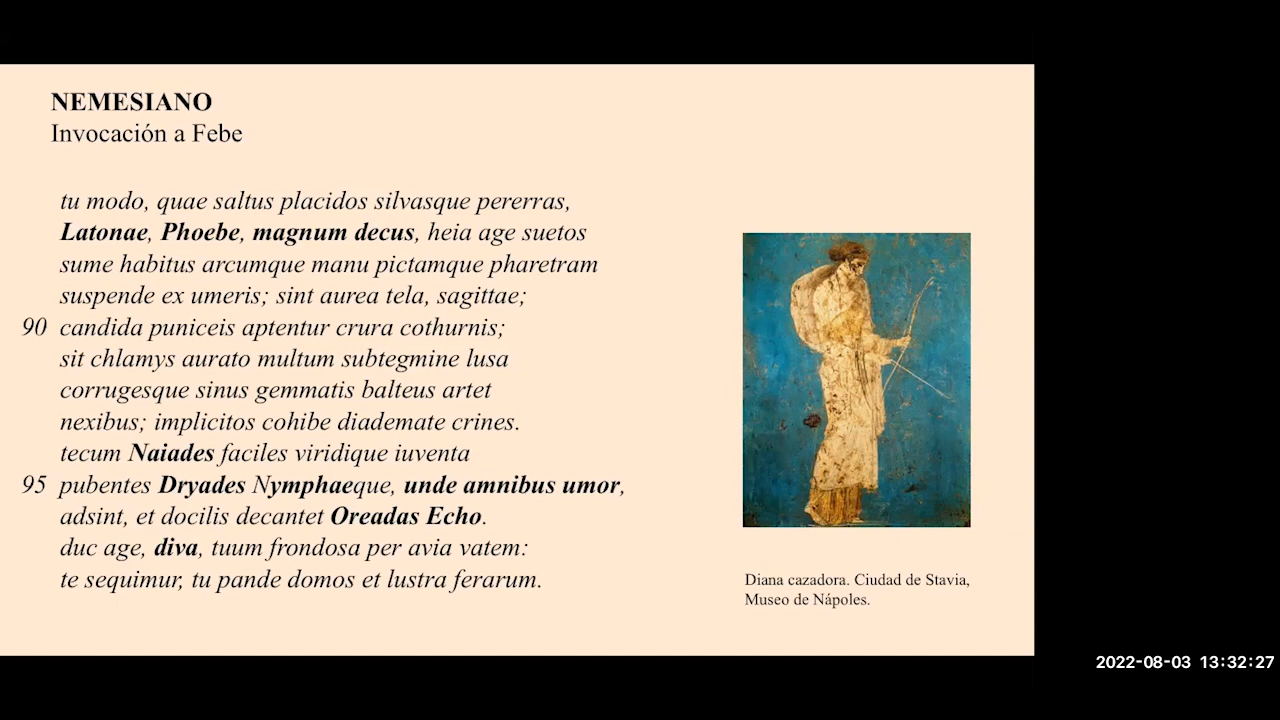 NEMESIANO
Invocación a Febe
tu modo, quae saltus placidos silvasque pererras,
Latonae, Phoebe, magnum decus, heia age suetos
sume habitus arcumque manu pictamque pharetram
suspende ex umeris; sint aurea tela, sagittae;
90 candida puniceis aptentur crura cothurnis;
sit chlamys aurato multum subtegmine lusa
corrugesque sinus gemmatis balteus artet
nexibus; implicitos cohibe diademate crines.
tecum Naiades faciles viridique iuventa
95 pubentes Dryades Nymphaeque, unde amnibus umor,
adsint, et docilis decantet Oreadas Echo.
duc age, diva, tuum frondosa per avia vatem:
te sequimur, tu pande domos et lustra ferarum.
Diana cazadora. Ciudad de Stavia,
Museo de Nápoles.
2022-08-03 13:32:27